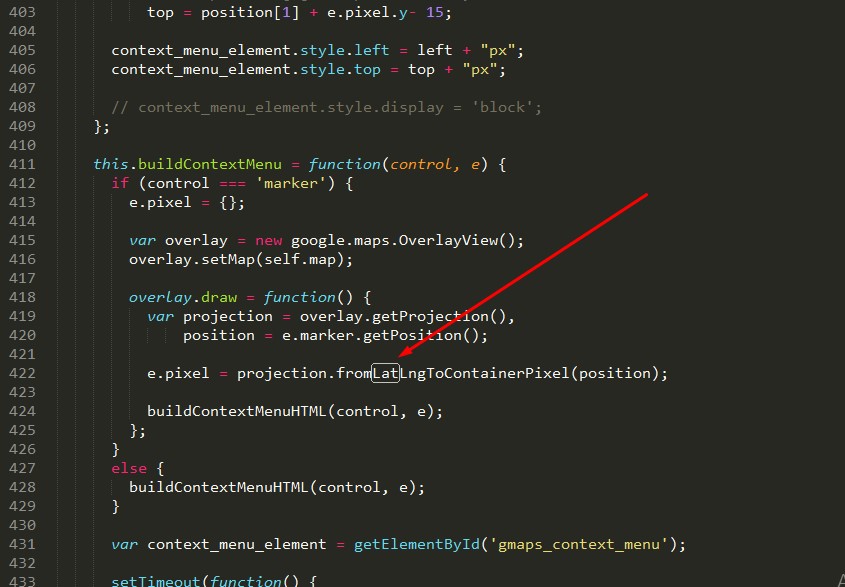 403 top = position[1] + e.pixel.y- 15;
404
405 context_menu_element.style.left = left + "px";
406 context_menu_element.style.top = top + "px";
407
408 // context_menu_element.style.display = 'block';
409 };
410
411 this.buildContextMenu = function(control, e) {
412 if (control === 'marker') {
413 e.pixel = {};
414
415 var overlay = new google.maps.OverlayView();
416 overlay.setMap(self.map);
417
418 overlay.draw = function() {
419 var projection = overlay.getProjection(),
420 position = e.marker.getPosition();
421
422 e.pixel = projection.fromLatLngToContainerPixel(position);
423
424 buildContextMenuHTML(control, e);
425 };
426 }
427 else {
428 buildContextMenuHTML(control, e);
429 }
430
431 var context_menu_element = getElementById('gmaps_context_menu');
432
433 setTimeout(function() {